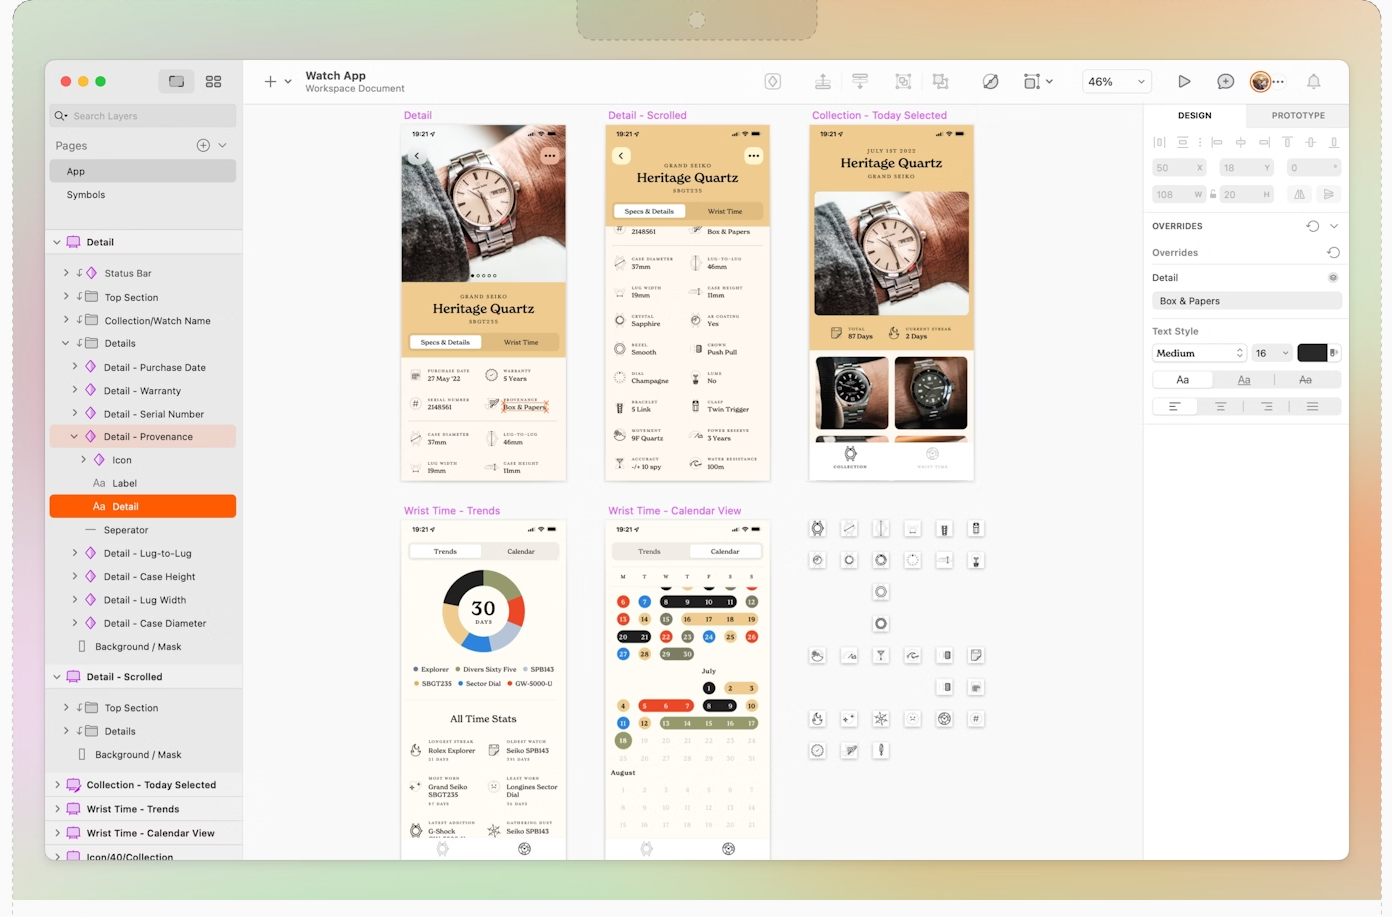 Watch App
Workspace Document
46%
Search Layers
Pages
App
Symbols
Detail
Status Bar
Top Section
Collection/Watch Name
Details
Detail - Purchase Date
Detail - Warranty
Detail - Serial Number
Detail - Provenance
Icon
Aa Label
Aa Detail
Seperator
Detail - Lug-to-Lug
Detail - Case Height
Detail - Lug Width
Detail - Case Diameter
Background / Mask
Detail - Scrolled
Top Section
Details
Background / Mask
Collection - Today Selected
Wrist Time - Trends
Wrist Time - Calendar View
Icon/40/Collection
Detail
19:21
GRAND SEIKO
Heritage Quartz
SBGT235
Specs & Details Wrist Time
PURCHASE DATE WARRANTY
27 May '22 5 Years
SERIAL NUMBER PROVENANCE
2148561 Box & Papers
CASE DIAMETER LUG-TO-LUG
37mm 46mm
LUG WIDTH CASE HEIGHT
19mm 11mm
Detail - Scrolled
19:21
GRAND SEIKO
Heritage Quartz
SBGT235
Specs & Details Wrist Time
2148561 Box & Papers
CASE DIAMETER LUG-TO-LUG
37mm 46mm
LUG WIDTH CASE HEIGHT
19mm 11mm
CRYSTAL AR COATING
Sapphire Yes
BEZEL CROWN
Smooth Push Pull
DIAL LUME
Champagne No
BRACELET CLASP
5 Link Twin Trigger
MOVEMENT POWER RESERVE
9F Quartz 3 Years
ACCURACY WATER RESISTANCE
-/+ 10 spy 100m
Collection - Today Selected
19:21
JULY 1ST 2022
Heritage Quartz
GRAND SEIKO
TOTAL CURRENT STREAK
87 Days 2 Days
COLLECTION WRIST TIME
Wrist Time - Trends
19:21
Trends Calendar
30
DAYS
Explorer Divers Sixty Five SPB143
SBGT235 Sector Dial GW-5000-U
All Time Stats
LONGEST STREAK OLDEST WATCH
Rolex Explorer Seiko SPB143
21 DAYS 391 DAYS
MOST WORN LEAST WORN
Grand Seiko Longines Sector
SBGT235 Dial
87 DAYS
LATEST ADDITION GATHERING DUST
G-Shock Seiko SPB143
Wrist Time - Calendar View
19:21
Trends Calendar
M T W T F S S
6 7 8 9 10 11 12
13 14 15 16 17 18 19
20 21 22 23 24 25 26
27 28 29 30
July
1 2 3
4 5 6 7 8 9 10
11 12 13 14 15 16 17
18 19 20 21 22 23 24
25 26 27 28 29 30 31
August
1 2 3 4 5 6 7
8 9 10 11 12 13 14
15 16 17 18 19 20 21
DESIGN PROTOTYPE
50 X 18 Y 0 °
108 W 20 H
OVERRIDES
Overrides
Detail
Box & Papers
Text Style
Medium 16
Aa Aa Aa